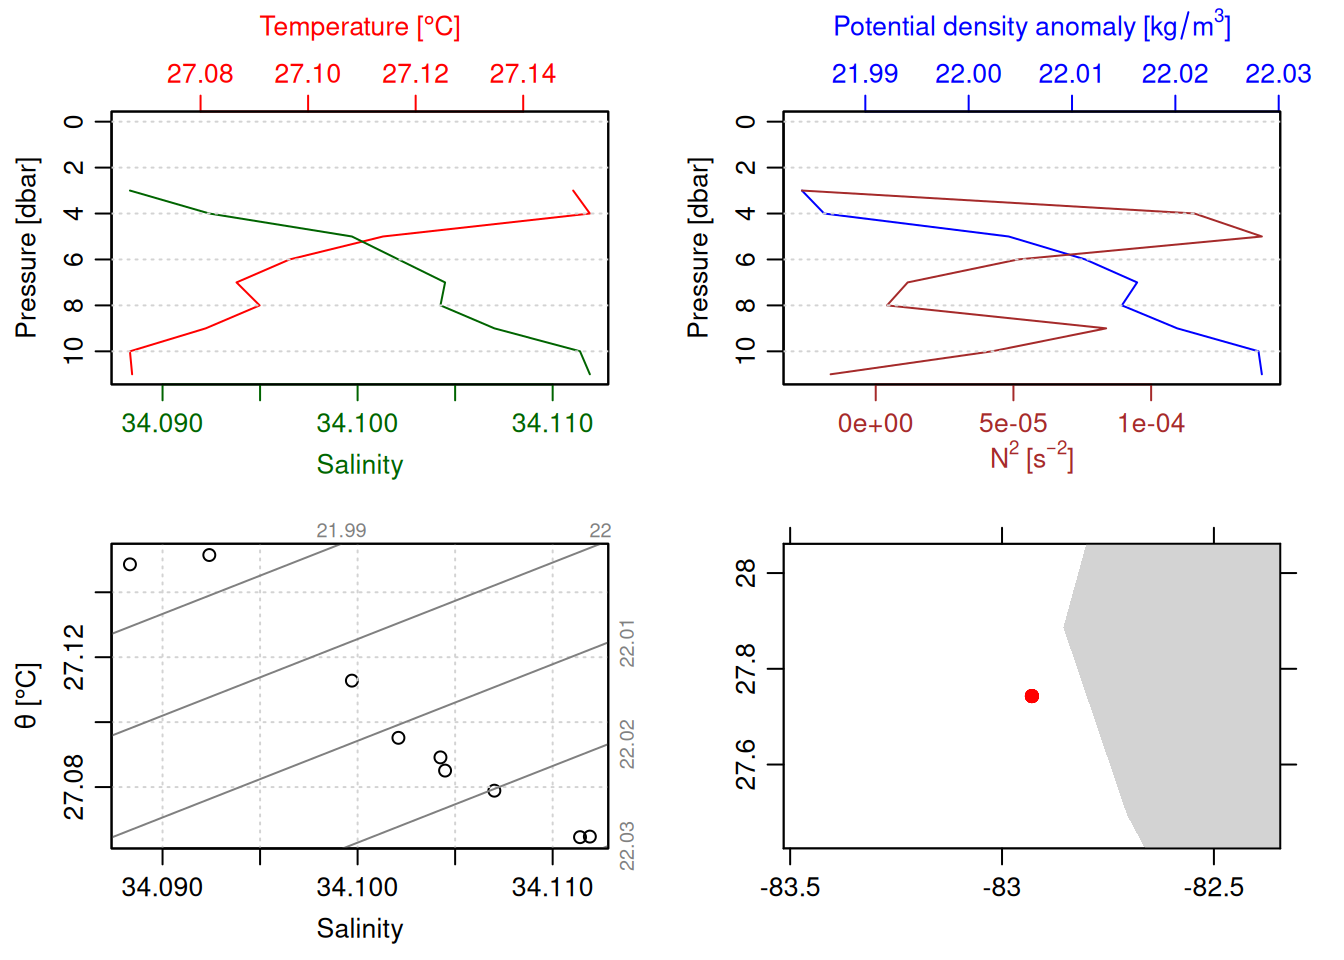 Temperature [°C]
27.08 27.10 27.12 27.14
Pressure [dbar]
0
2
4
6
8
10
34.090 34.100 34.110
Salinity
Potential density anomaly [kg/m³]
21.99 22.00 22.01 22.02 22.03
Pressure [dbar]
0
2
4
6
8
10
0e+00 5e-05 1e-04
N² [s⁻²]
21.99 22
θ [°C]
27.12
27.08
22.01
22.02
22.03
34.090 34.100 34.110
Salinity
28
27.8
27.6
-83.5 -83 -82.5